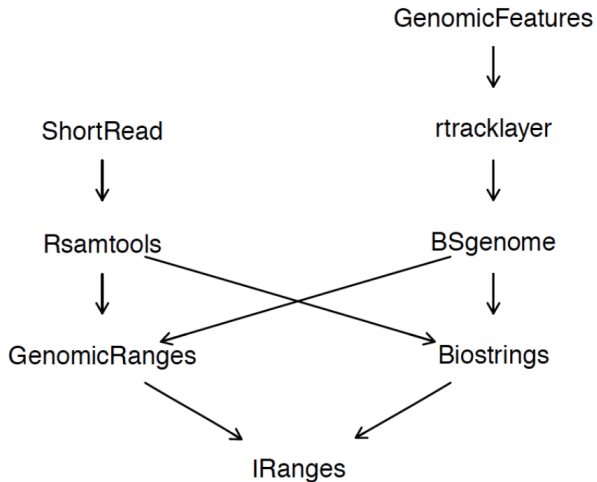 GenomicFeatures
ShortRead
rtracklayer
Rsamtools
BSgenome
GenomicRanges
Biostrings
IRanges